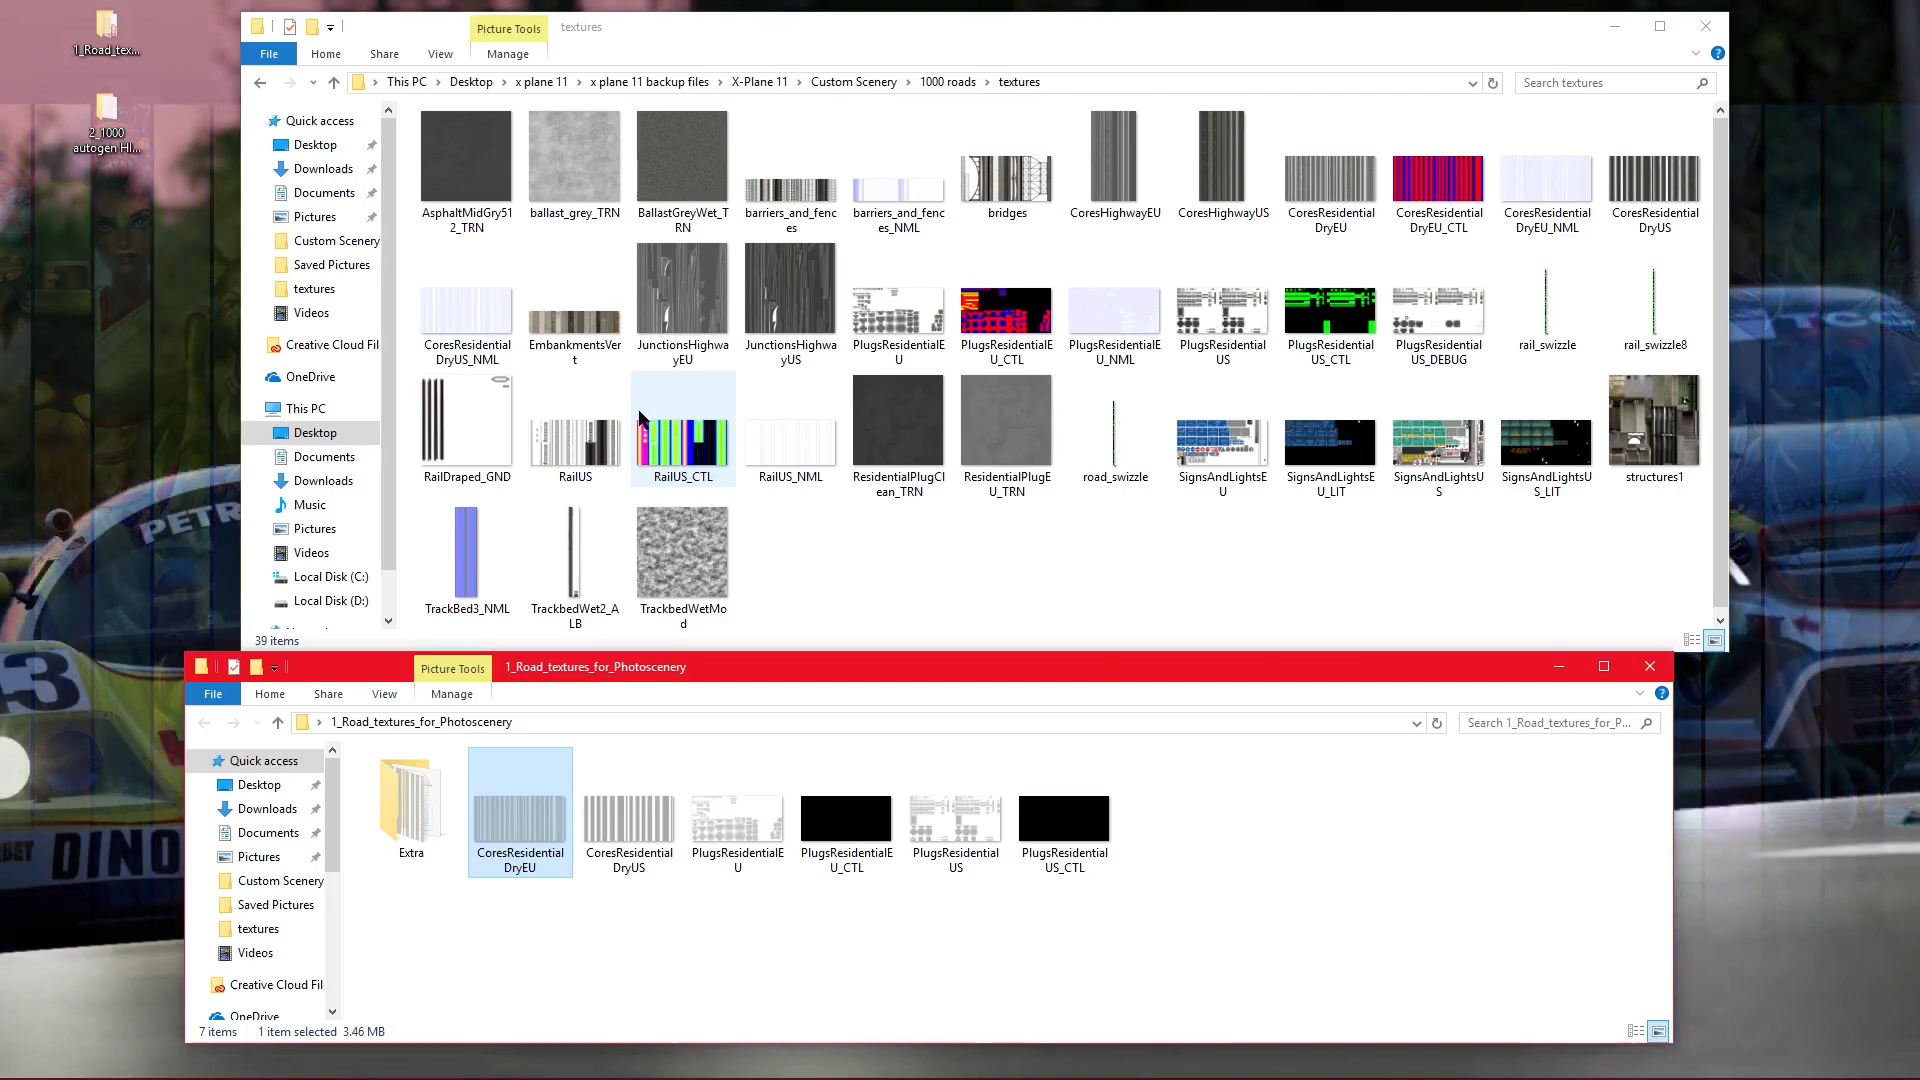 1_Road_tex...
2_1000
autogen HI...
Picture Tools
textures
File
Home
Share
View
Manage
This PC
Desktop
x plane 11
x plane 11 backup files
X-Plane 11
Custom Scenery
1000 roads
textures
Search textures
Quick access
Desktop
Downloads
Documents
Pictures
Custom Scenery
Saved Pictures
textures
Videos
Creative Cloud Fil
OneDrive
This PC
Desktop
Documents
Downloads
Music
Pictures
Videos
Local Disk (C:)
Local Disk (D:)
AsphaltMidGry51
2_TRN
ballast_grey_TRN
BallastGreyWet_T
RN
barriers_and_fenc
es
barriers_and_fenc
es_NML
bridges
CoresHighwayEU
CoresHighwayUS
CoresResidential
DryEU
CoresResidential
DryEU_CTL
CoresResidential
DryEU_NML
CoresResidential
DryUS
CoresResidential
DryUS_NML
EmbankmentsVer
t
JunctionsHighwa
yEU
JunctionsHighwa
yUS
PlugsResidentialE
U
PlugsResidentialE
U_CTL
PlugsResidentialE
U_NML
PlugsResidential
US
PlugsResidential
US_CTL
PlugsResidential
US_DEBUG
rail_swizzle
rail_swizzle8
RailDraped_GND
RailUS
RailUS_CTL
RailUS_NML
ResidentialPlugCl
ean_TRN
ResidentialPlugE
U_TRN
road_swizzle
SignsAndLightsE
U
SignsAndLightsE
U_LIT
SignsAndLightsU
S
SignsAndLightsU
S_LIT
structures1
TrackBed3_NML
TrackbedWet2_A
LB
TrackbedWetMo
d
39 items
Picture Tools
1_Road_textures_for_Photoscenery
File
Home
Share
View
Manage
1_Road_textures_for_Photoscenery
Search 1_Road_textures_for_P...
Quick access
Desktop
Downloads
Documents
Pictures
Custom Scenery
Saved Pictures
textures
Videos
Creative Cloud Fil
OneDrive
Extra
CoresResidential
DryEU
CoresResidential
DryUS
PlugsResidentialE
U
PlugsResidentialE
U_CTL
PlugsResidential
US
PlugsResidential
US_CTL
7 items
1 item selected 3.46 MB
PETR
DINO